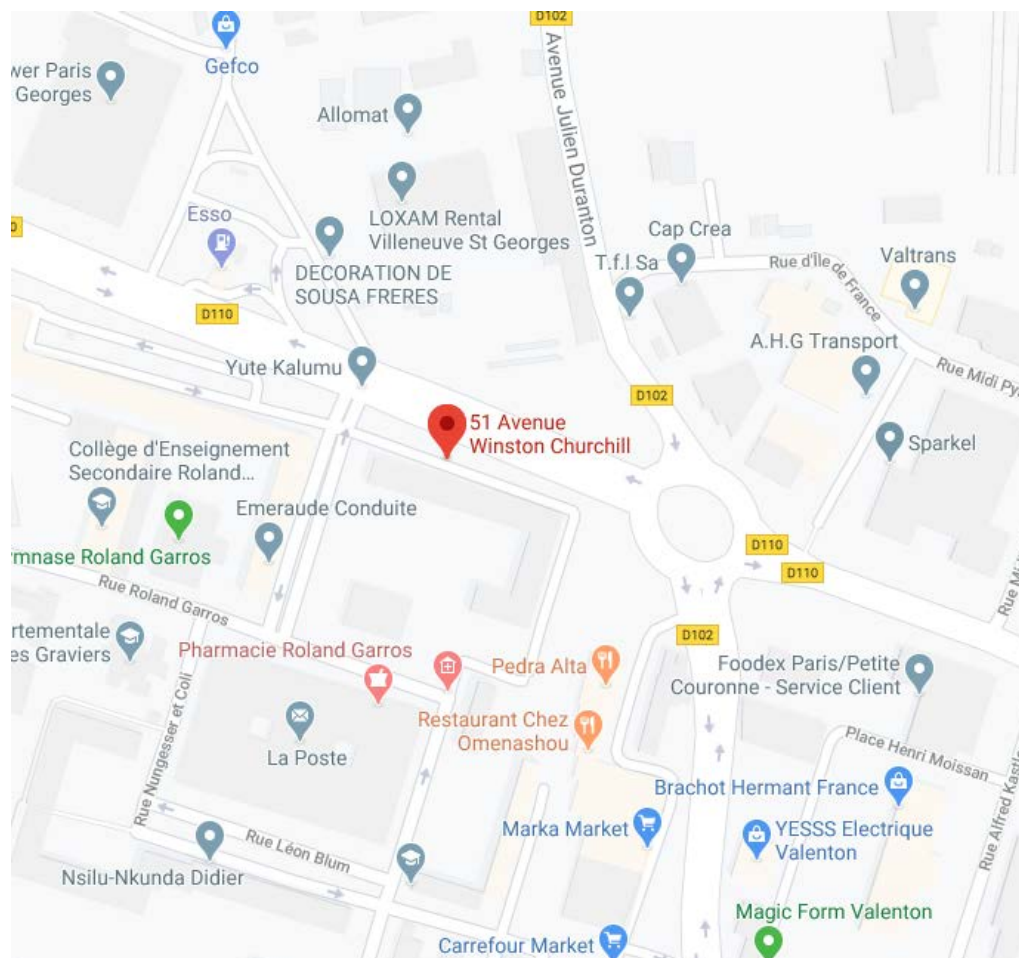 D102
Gefco
wer Paris
Georges
Avenue Julien Duranton
Allomat
LOXAM Rental
Villeneuve St Georges
Esso
Cap Crea
T.f.l Sa
Rue d'Île de France
Valtrans
DECORATION DE
SOUSA FRERES
D110
A.H.G Transport
Yute Kalumu
Rue Midi Py
D102
51 Avenue
Winston Churchill
Sparkel
Collège d'Enseignement
Secondaire Roland...
Emeraude Conduite
mnase Roland Garros
D110
D110
Rue Roland Garros
Rue Mi
rtementale
es Graviers
D102
Pharmacie Roland Garros
Pedra Alta
Foodex Paris/Petite
Couronne - Service Client
Rue Nungesser et Coli
Restaurant Chez
Omenashou
La Poste
Place Henri Moissan
Brachot Hermant France
Marka Market
YESSS Electrique
Valenton
Rue Alfred Kastle
Rue Léon Blum
Nsilu-Nkunda Didier
Magic Form Valenton
Carrefour Market